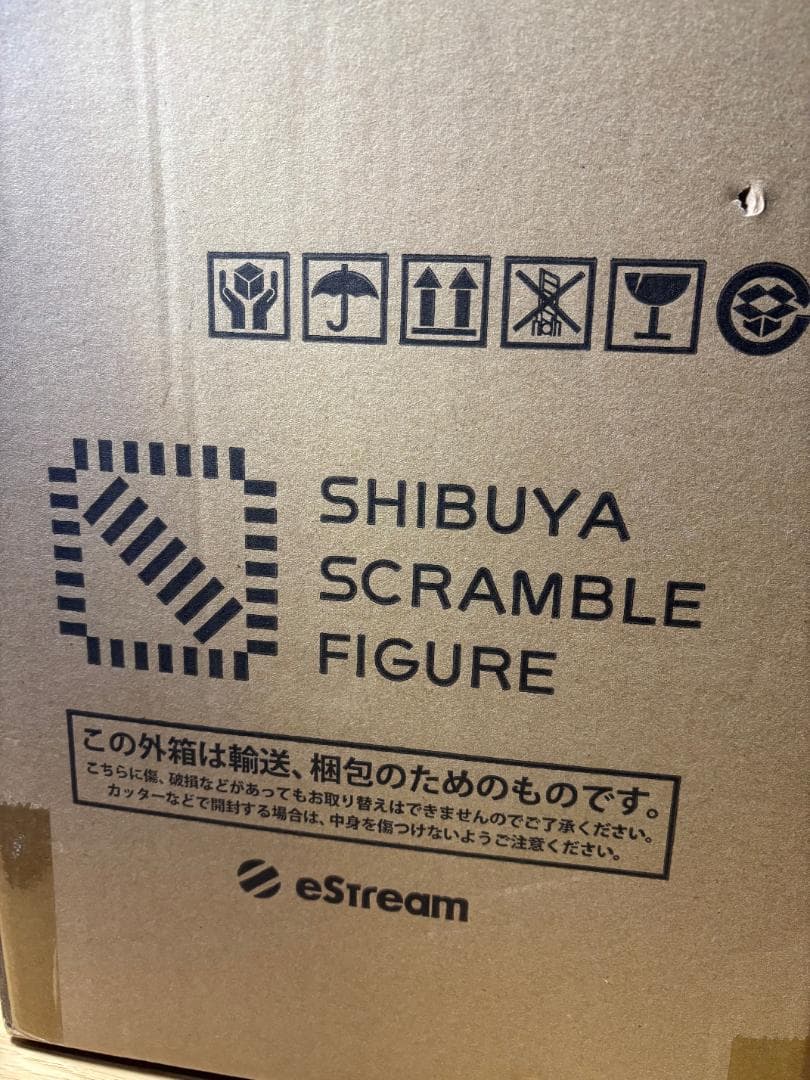 SHIBUYA
SCRAMBLE
FIGURE
この外箱は輸送、梱包のためのものです。
こちらに傷、破損などがあってもお取り替えはできませんのでご了承ください。
カッターなどで開封する場合は、中身を傷つけないようご注意ください。
eStream